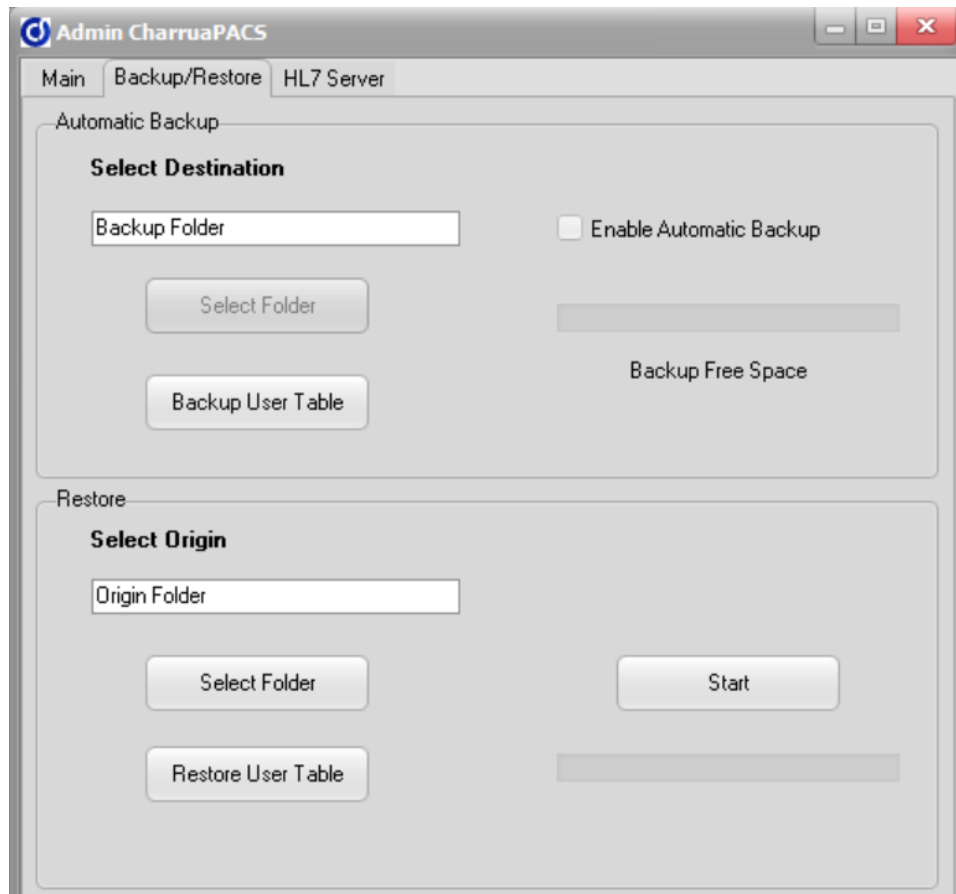 Admin CharruaPACS
Main Backup/Restore HL7 Server
Automatic Backup
Select Destination
Backup Folder
Enable Automatic Backup
Select Folder
Backup Free Space
Backup User Table
Restore
Select Origin
Origin Folder
Select Folder
Start
Restore User Table